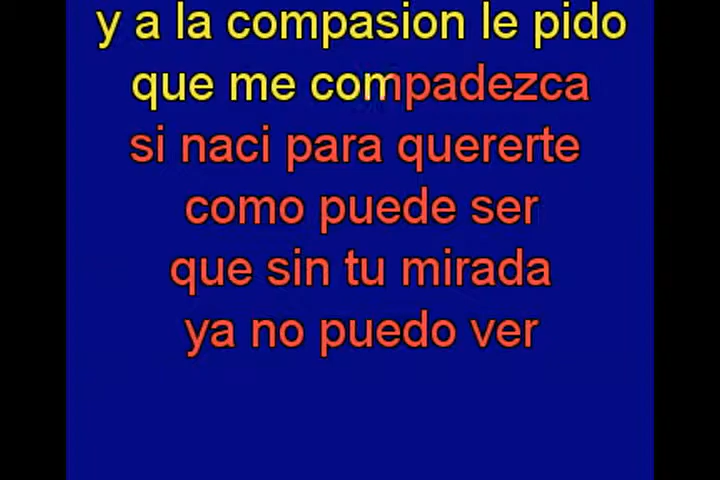 y a la compasion le pido
que me compadezca
si naci para quererte
como puede ser
que sin tu mirada
ya no puedo ver